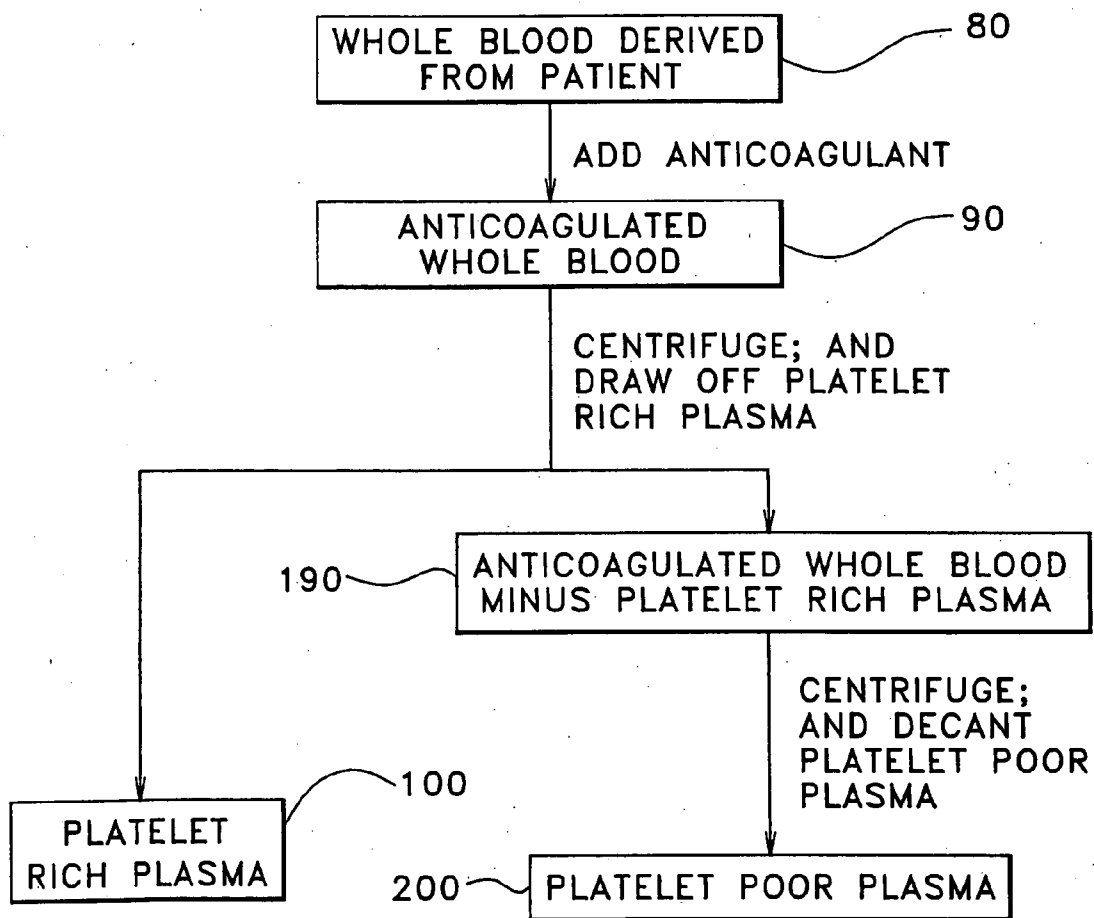 WHOLE BLOOD DERIVED
FROM PATIENT
80
ADD ANTICOAGULANT
ANTICOAGULATED
WHOLE BLOOD
90
CENTRIFUGE; AND
DRAW OFF PLATELET
RICH PLASMA
190
ANTICOAGULATED WHOLE BLOOD
MINUS PLATELET RICH PLASMA
CENTRIFUGE;
AND DECANT
PLATELET POOR
PLASMA
100
PLATELET
RICH PLASMA
200
PLATELET POOR PLASMA